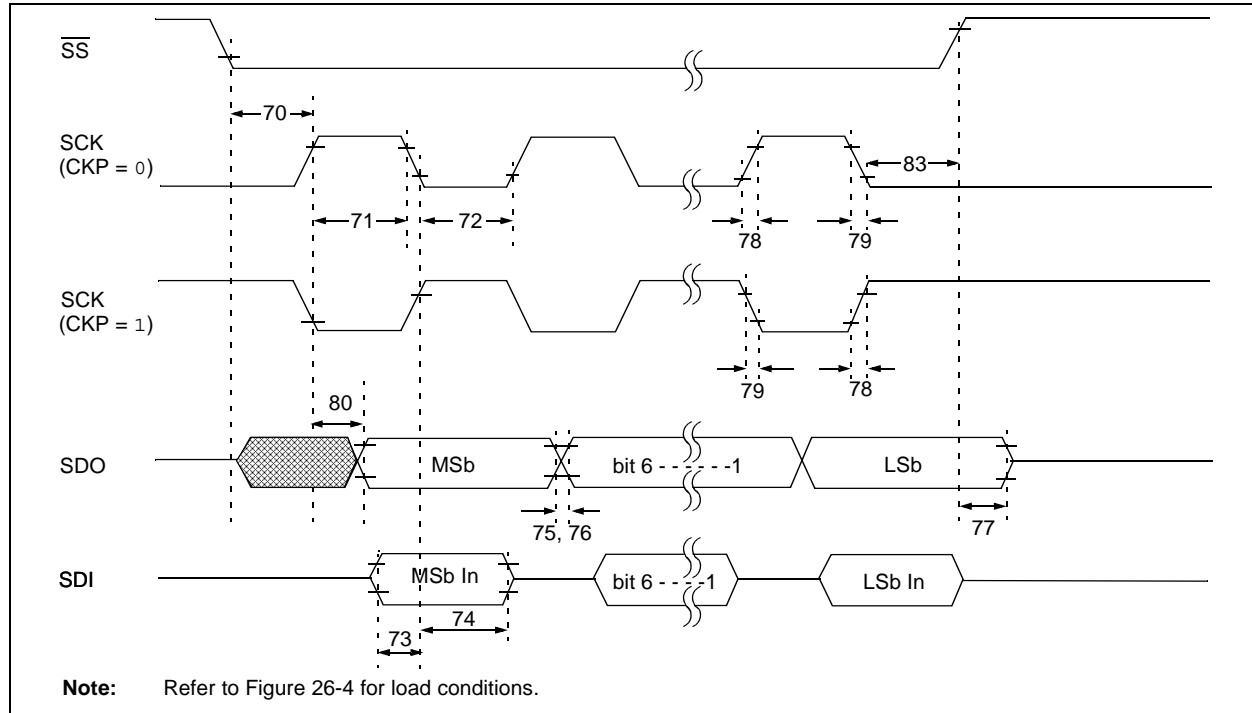 SS
70
SCK
(CKP = 0)
83
71
72
78
79
SCK
(CKP = 1)
79
78
80
SDO
MSb
bit 6 - - - - - -1
LSb
75, 76
77
SDI
MSb In
bit 6 - - - -1
LSb In
74
73
Note: Refer to Figure 26-4 for load conditions.